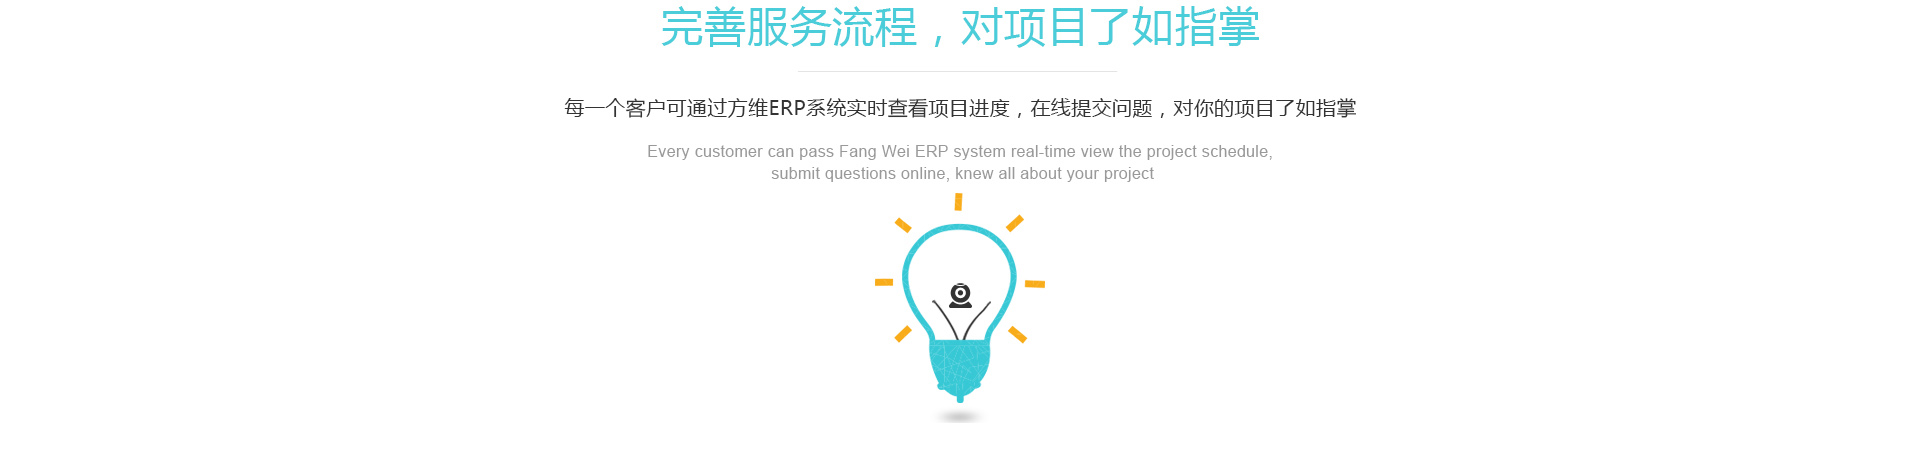 完善服务流程，对项目了如指掌
每一个客户可通过方维ERP系统实时查看项目进度，在线提交问题，对你的项目了如指掌
Every customer can pass Fang Wei ERP system real-time view the project schedule,
submit questions online, knew all about your project